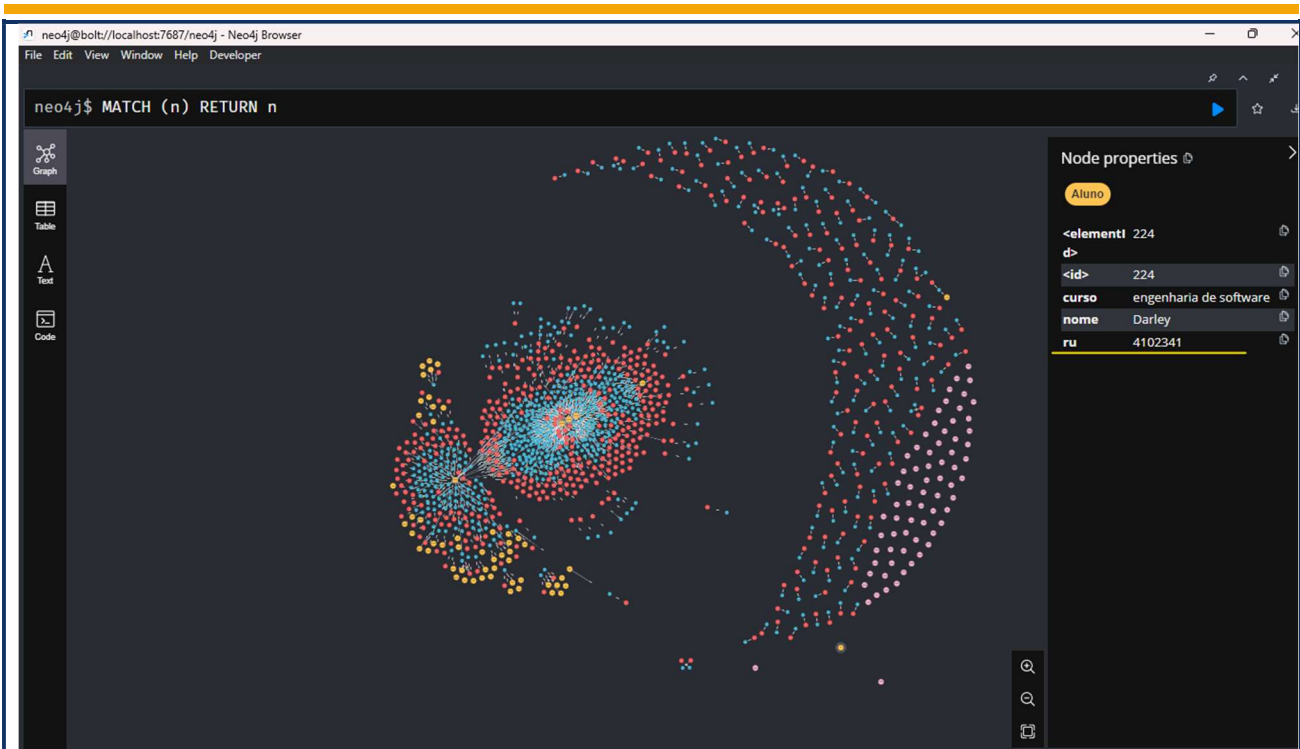 neo4j@bolt://localhost:7687/neo4j - Neo4j Browser
File Edit View Window Help Developer
neo4j$ MATCH (n) RETURN n
Graph
Table
Text
Code
Node properties
Aluno
<elementI 224
d>
<id> 224
curso engenharia de software
nome Darley
ru 4102341